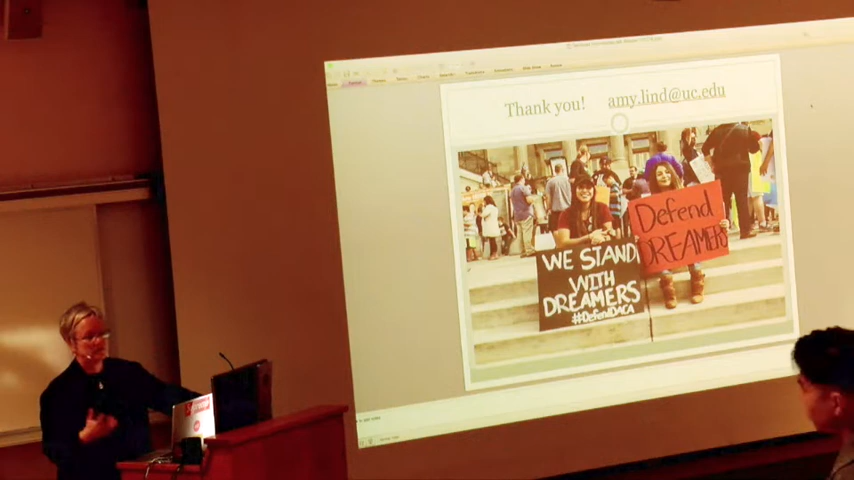 Thank you! amy.lind@uc.edu
Defend
DREAMERS
WE STAND
WITH
DREAMERS
#DefendDACA